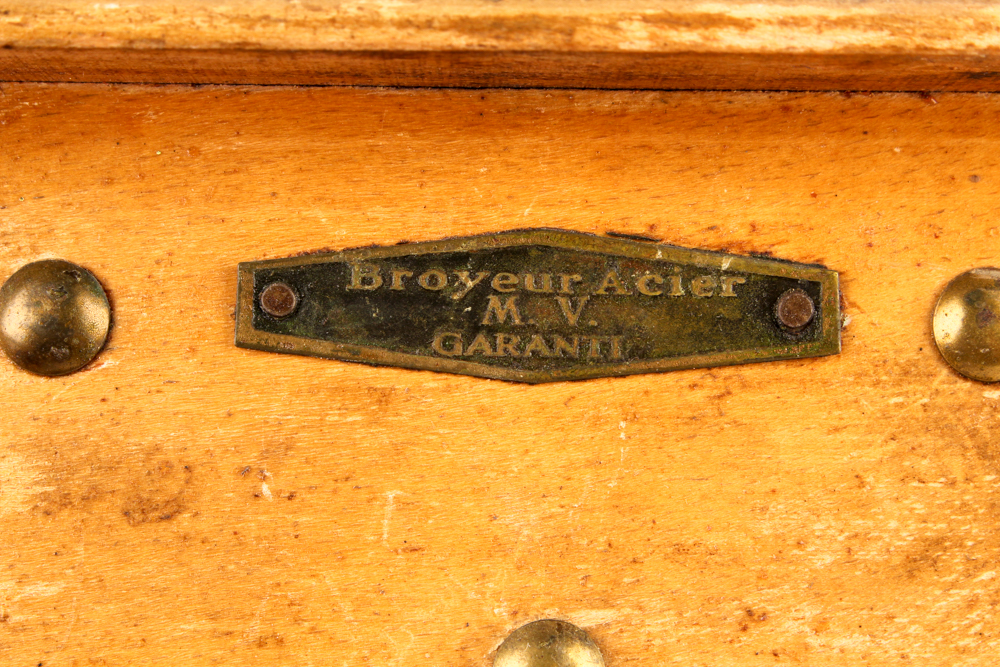 Broyeur Acier
M. V.
GARANTI